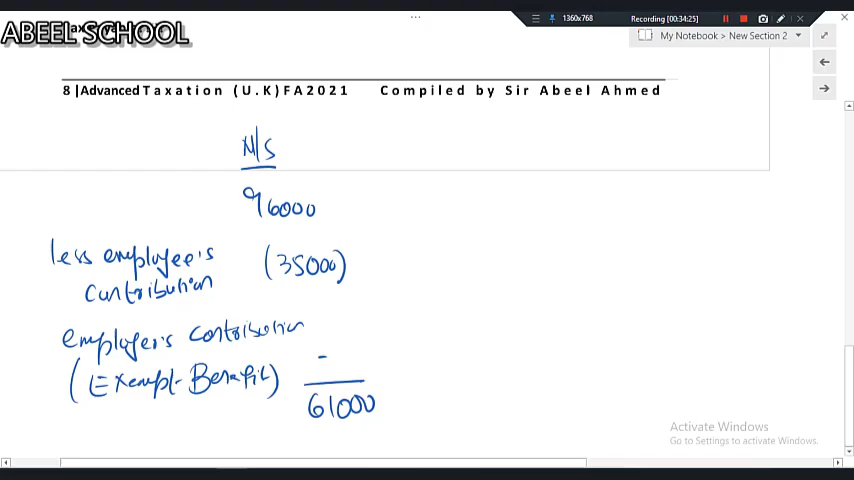 1360x768
Recording [00:34:25]
ABEEL SCHOOL
My Notebook > New Section 2
8 |Advanced Taxation (U.K)FA2021 Compiled by Sir Abeel Ahmed
N/S
96000
less employee's (35000)
contribution
employer's contribution
(Exempt-Benefit) -
61000
Activate Windows
Go to Settings to activate Windows.